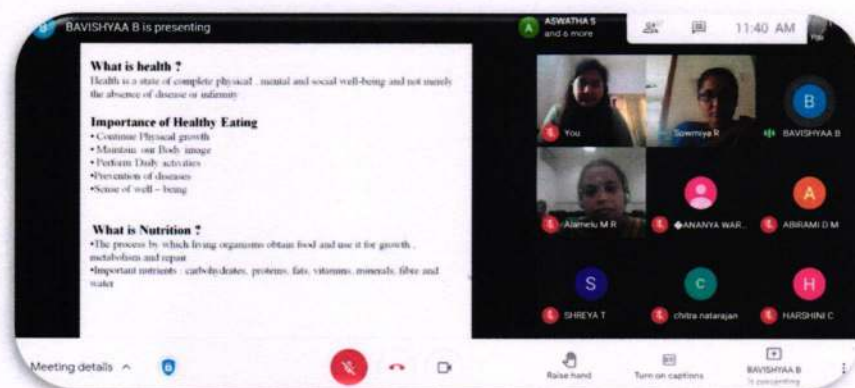 BAVISHYAA B is presenting
ASWATHA S
and 6 more
11:40 AM
You
What is health ?
Health is a state of complete physical , mental and social well-being and not merely
the absence of disease or infirmity
Importance of Healthy Eating
• Continue Physical growth
• Maintain our Body image
• Perform Daily activities
•Prevention of diseases
•Sense of well – being
What is Nutrition ?
•The process by which living organisms obtain food and use it for growth ,
metabolism and repair
•Important nutrients : carbohydrates, proteins, fats, vitamins, minerals, fibre and
water
You
Sowmiya R
B
BAVISHYAA B
Alamelu M R
ANANYA WAR...
A
ABIRAMI D M
S
SHREYA T
C
chitra natarajan
H
HARSHINI C
Meeting details
Raise hand
Turn on captions
BAVISHYAA B
is presenting